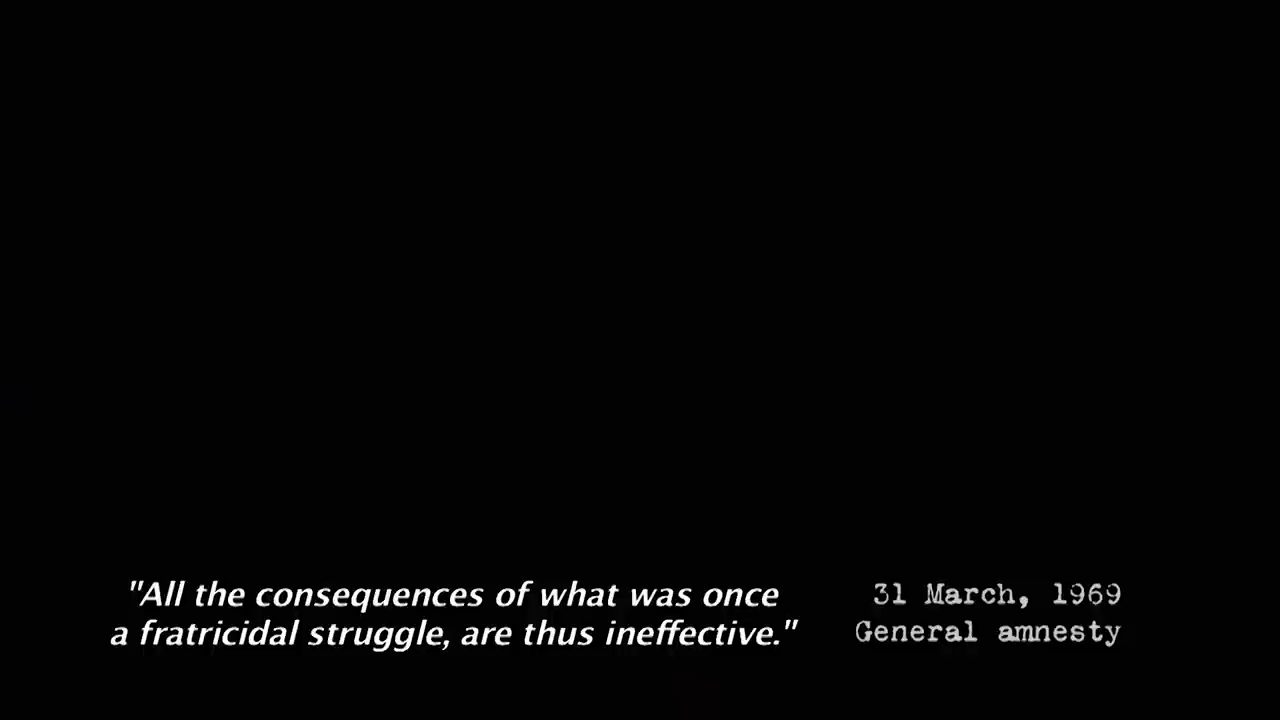 "All the consequences of what was once
a fratricidal struggle, are thus ineffective."
31 March, 1969
General amnesty